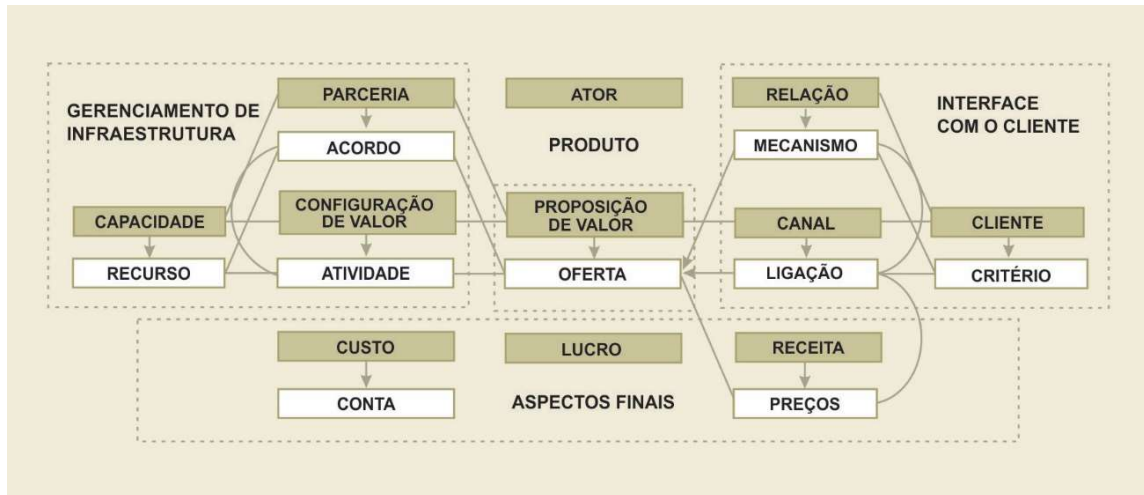 GERENCIAMENTO DE
INFRAESTRUTURA
PARCERIA
ACORDO
CAPACIDADE
RECURSO
CONFIGURAÇÃO
DE VALOR
ATIVIDADE
ATOR
PRODUTO
PROPOSIÇÃO
DE VALOR
OFERTA
RELAÇÃO
MECANISMO
INTERFACE
COM O CLIENTE
CANAL
LIGAÇÃO
CLIENTE
CRITÉRIO
CUSTO
CONTA
LUCRO
ASPECTOS FINAIS
RECEITA
PREÇOS